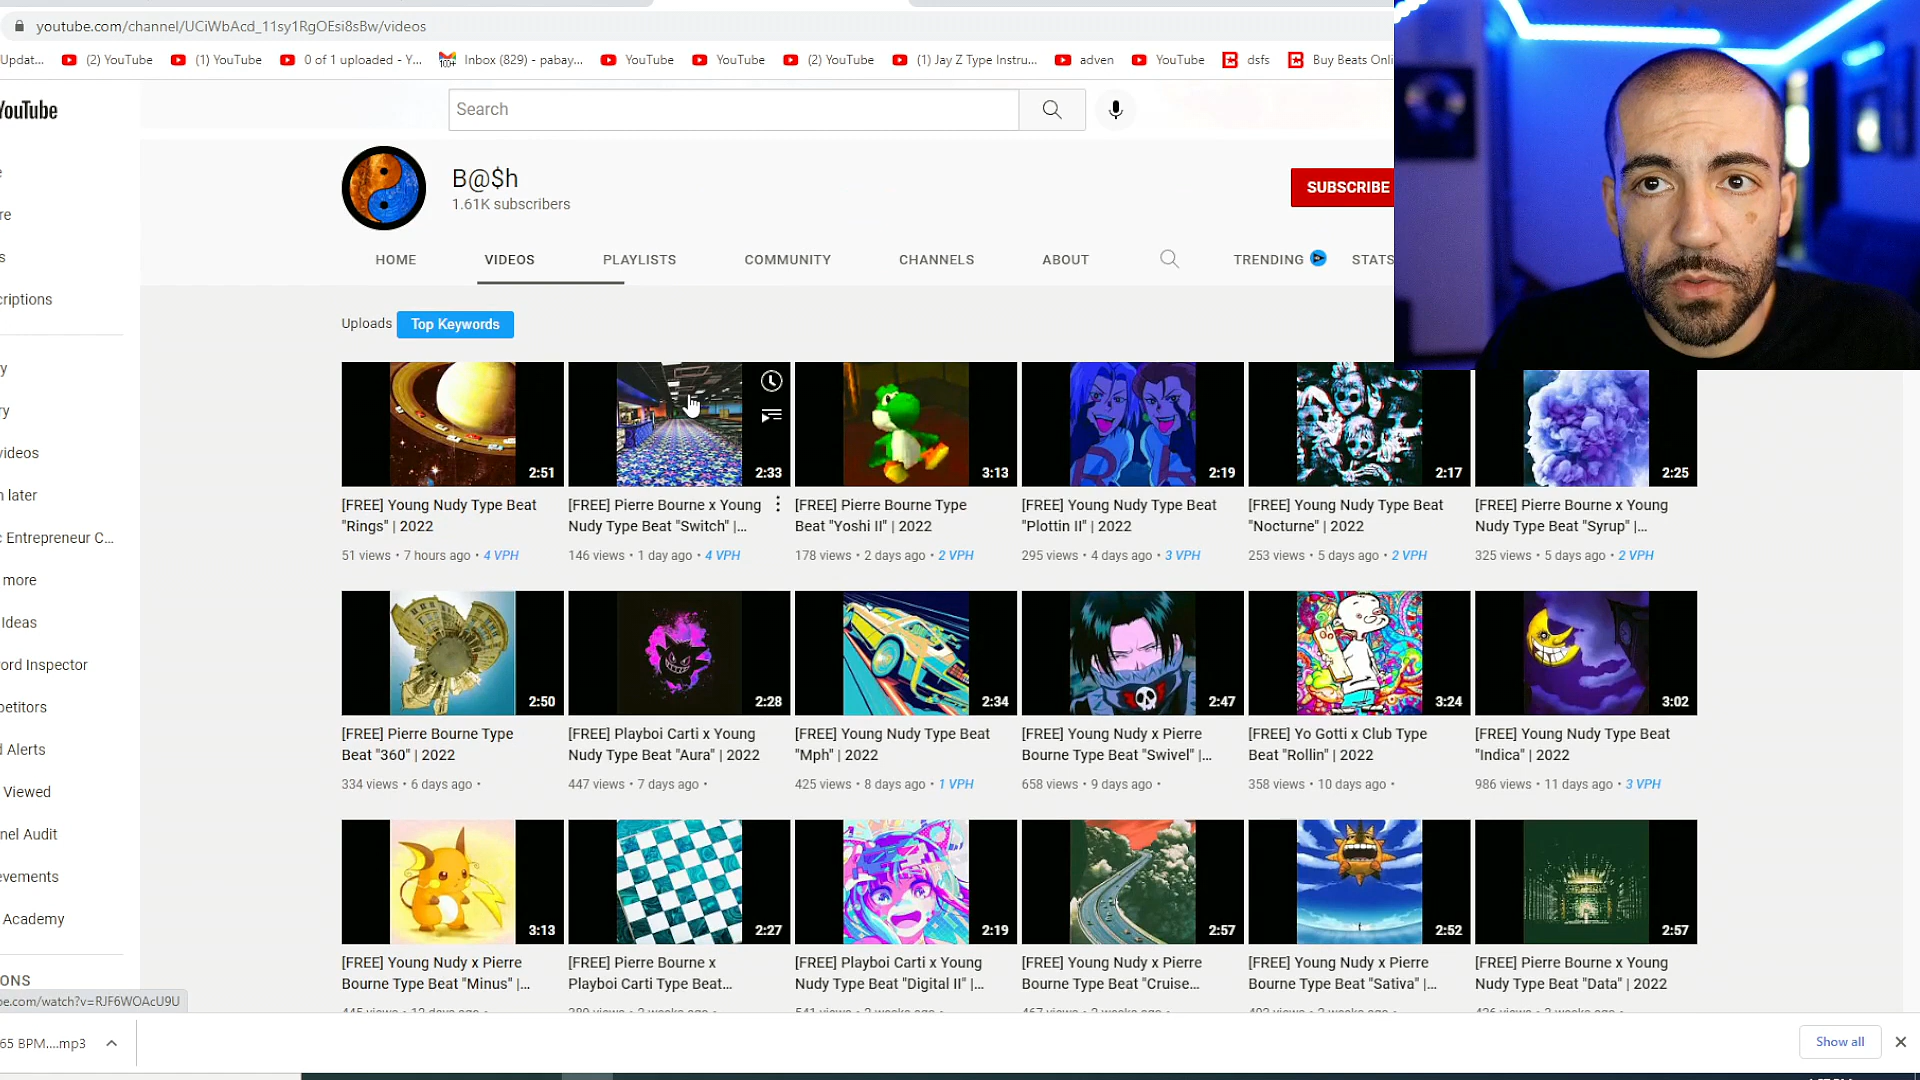 youtube.com/channel/UCiWbAcd_11sy1RgOEsi8sBw/videos
Updat... (2) YouTube (1) YouTube 0 of 1 uploaded - Y... Inbox (829) - pabay... YouTube YouTube (2) YouTube (1) Jay Z Type Instru... adven YouTube dsfs Buy Beats Onli
YouTube
Search
B@$h
1.61K subscribers
SUBSCRIBE
HOME VIDEOS PLAYLISTS COMMUNITY CHANNELS ABOUT TRENDING STATS
Uploads Top Keywords
2:51 2:33 3:13 2:19 2:17 2:25
[FREE] Young Nudy Type Beat
"Rings" | 2022
51 views • 7 hours ago • 4 VPH
[FREE] Pierre Bourne x Young
Nudy Type Beat "Switch" |...
146 views • 1 day ago • 4 VPH
[FREE] Pierre Bourne Type
Beat "Yoshi II" | 2022
178 views • 2 days ago • 2 VPH
[FREE] Young Nudy Type Beat
"Plottin II" | 2022
295 views • 4 days ago • 3 VPH
[FREE] Young Nudy Type Beat
"Nocturne" | 2022
253 views • 5 days ago • 2 VPH
[FREE] Pierre Bourne x Young
Nudy Type Beat "Syrup" |...
325 views • 5 days ago • 2 VPH
2:50 2:28 2:34 2:47 3:24 3:02
[FREE] Pierre Bourne Type
Beat "360" | 2022
334 views • 6 days ago •
[FREE] Playboi Carti x Young
Nudy Type Beat "Aura" | 2022
447 views • 7 days ago •
[FREE] Young Nudy Type Beat
"Mph" | 2022
425 views • 8 days ago • 1 VPH
[FREE] Young Nudy x Pierre
Bourne Type Beat "Swivel" |...
658 views • 9 days ago •
[FREE] Yo Gotti x Club Type
Beat "Rollin" | 2022
358 views • 10 days ago •
[FREE] Young Nudy Type Beat
"Indica" | 2022
986 views • 11 days ago • 3 VPH
3:13 2:27 2:19 2:57 2:52 2:57
[FREE] Young Nudy x Pierre
Bourne Type Beat "Minus" |...
[FREE] Pierre Bourne x
Playboi Carti Type Beat...
[FREE] Playboi Carti x Young
Nudy Type Beat "Digital II" |...
[FREE] Young Nudy x Pierre
Bourne Type Beat "Cruise...
[FREE] Young Nudy x Pierre
Bourne Type Beat "Sativa" |...
[FREE] Pierre Bourne x Young
Nudy Type Beat "Data" | 2022
e
re
s
criptions
y
ry
videos
n later
c Entrepreneur C...
more
Ideas
ord Inspector
petitors
d Alerts
Viewed
nel Audit
evements
Academy
ONS
be.com/watch?v=RJF6WOAcU9U
65 BPM....mp3
Show all